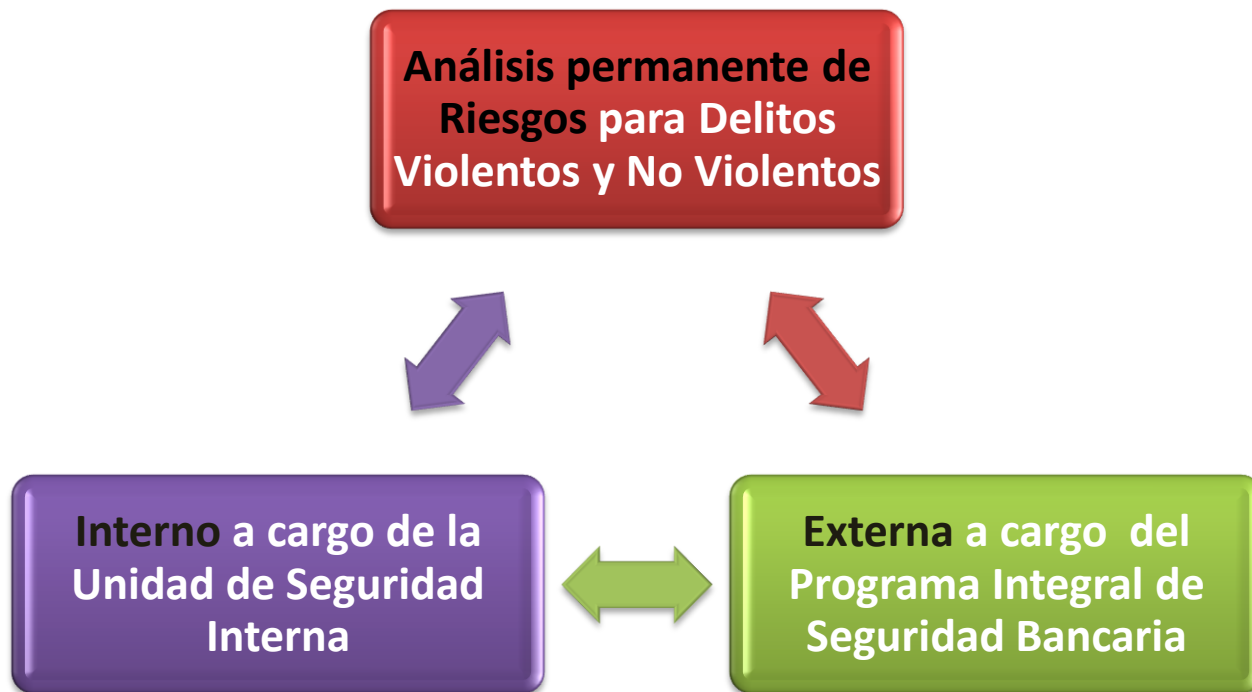 Análisis permanente de
Riesgos para Delitos
Violentos y No Violentos
Interno a cargo de la
Unidad de Seguridad
Interna
Externa a cargo  del
Programa Integral de
Seguridad Bancaria